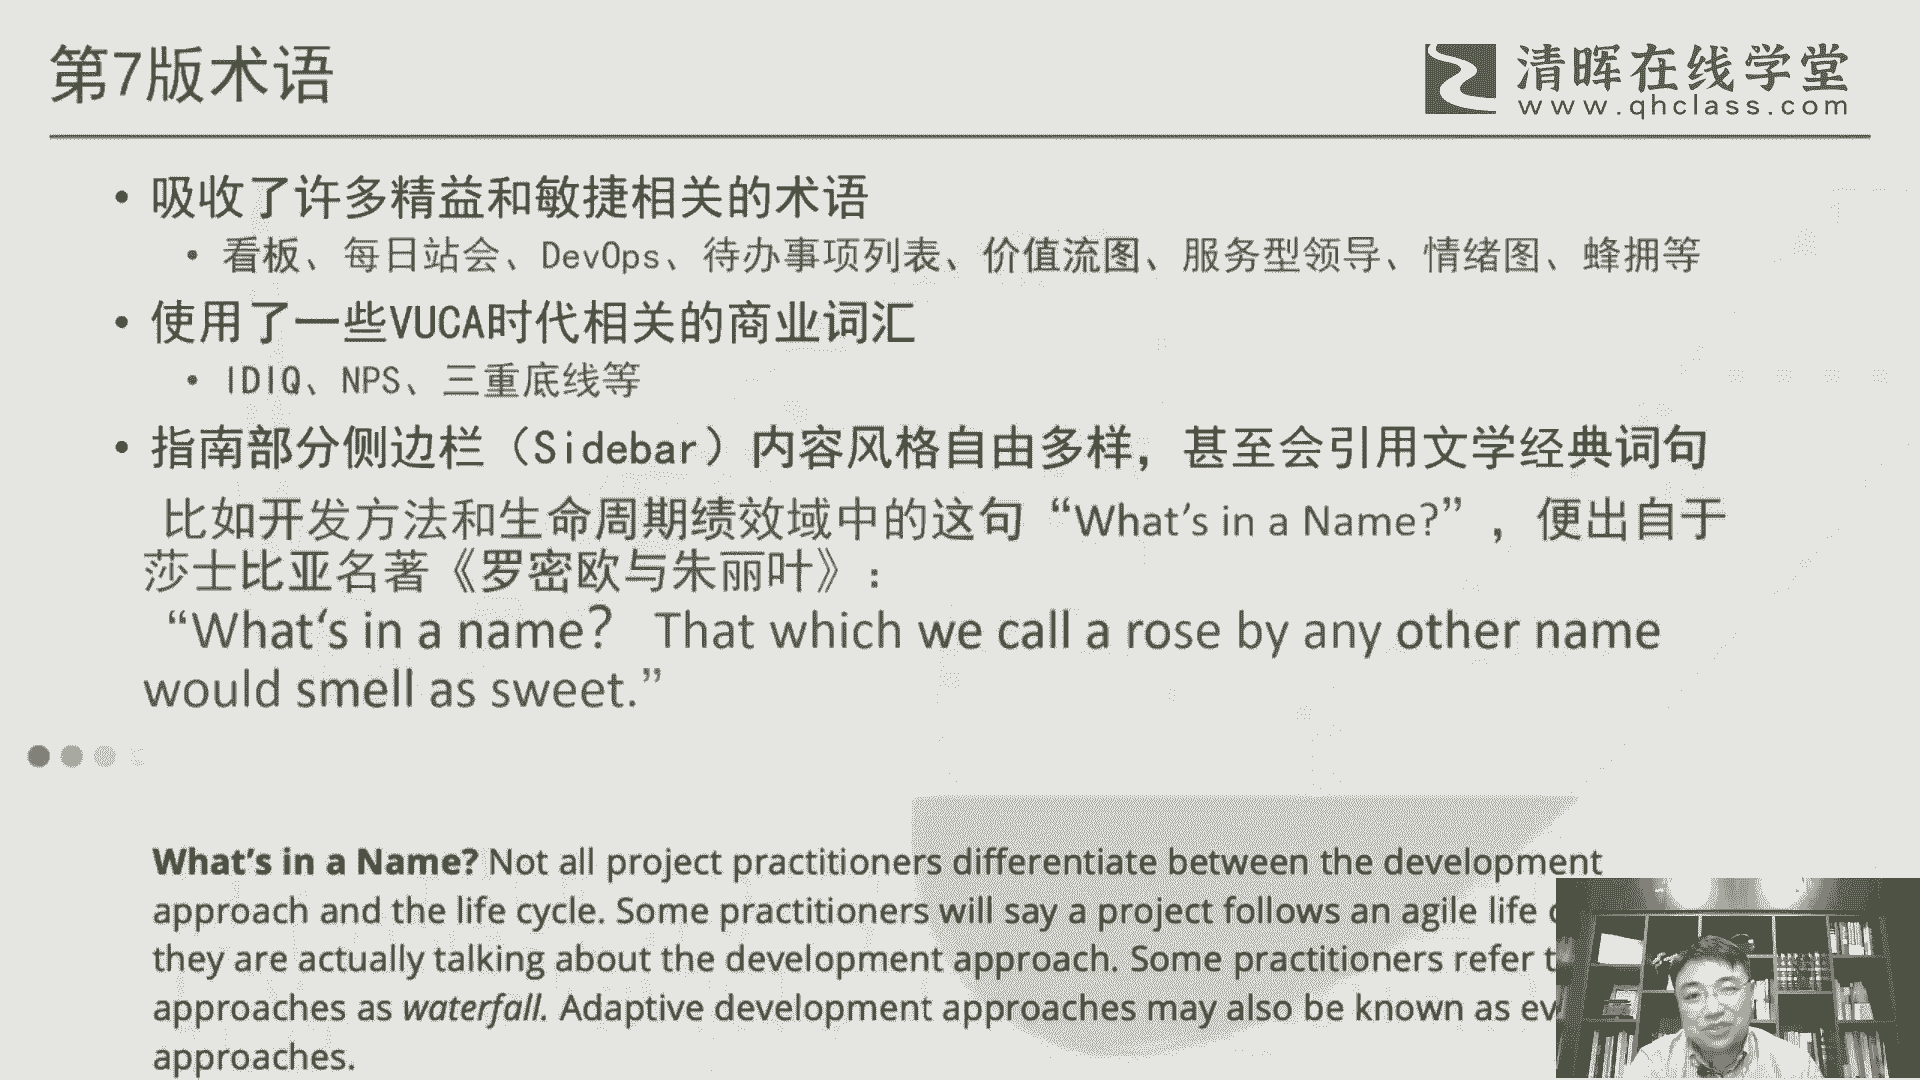 第7版术语
清晖在线学堂
www.qhclass.com
• 吸收了许多精益和敏捷相关的术语
• 看板、每日站会、DevOps、待办事项列表、价值流图、服务型领导、情绪图、蜂拥等
• 使用了一些VUCA时代相关的商业词汇
• IDIQ、NPS、三重底线等
• 指南部分侧边栏（Sidebar）内容风格自由多样，甚至会引用文学经典词句
比如开发方法和生命周期绩效域中的这句“What’s in a Name?”，便出自于
莎士比亚名著《罗密欧与朱丽叶》：
“What‘s in a name？ That which we call a rose by any other name
would smell as sweet.”
What’s in a Name? Not all project practitioners differentiate between the development
approach and the life cycle. Some practitioners will say a project follows an agile life
they are actually talking about the development approach. Some practitioners refer
approaches as waterfall. Adaptive development approaches may also be known as
approaches.